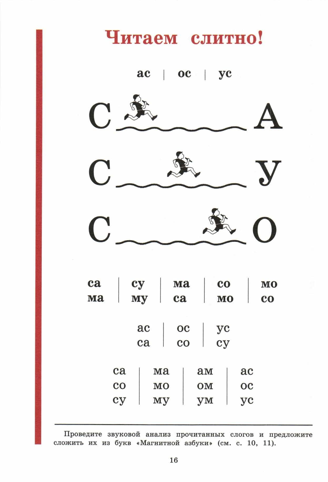 Читаем слитно!
ас | ос | ус
С А
С У
С О
са | су | ма | со | мо
ма | му | са | мо | со
ас | ос | ус
са | со | су
са | ма | ам | ас
со | мо | ом | ос
су | му | ум | ус
Проведите звуковой анализ прочитанных слогов и предложите
сложить их из букв «Магнитной азбуки» (см. с. 10, 11).
16